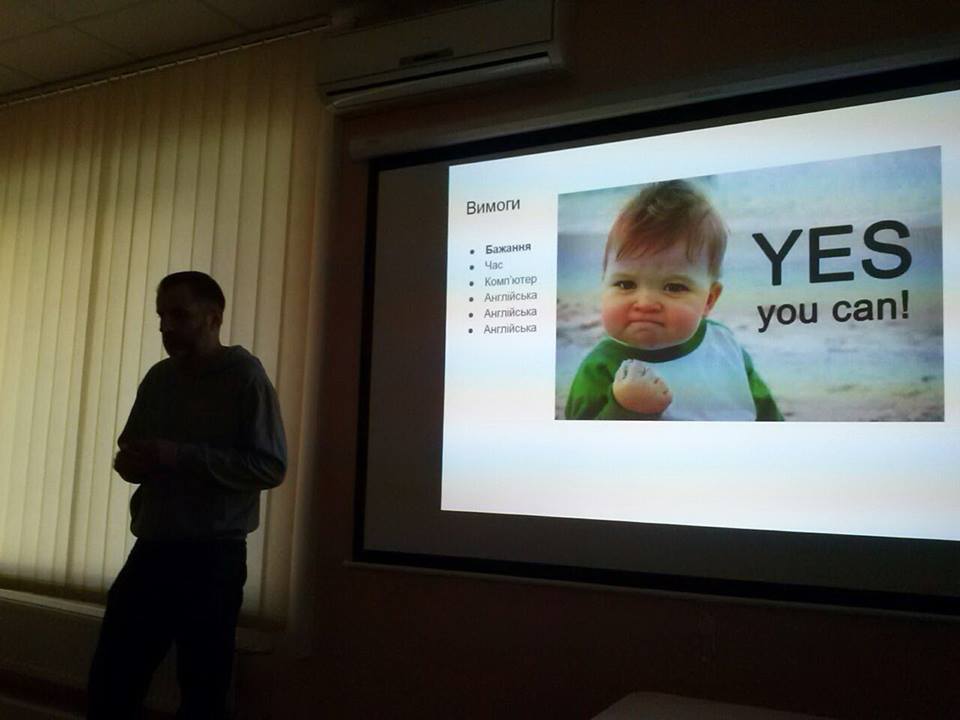 Вимоги
Бажання
Час
Комп'ютер
Англійська
Англійська
Англійська
YES
you can!